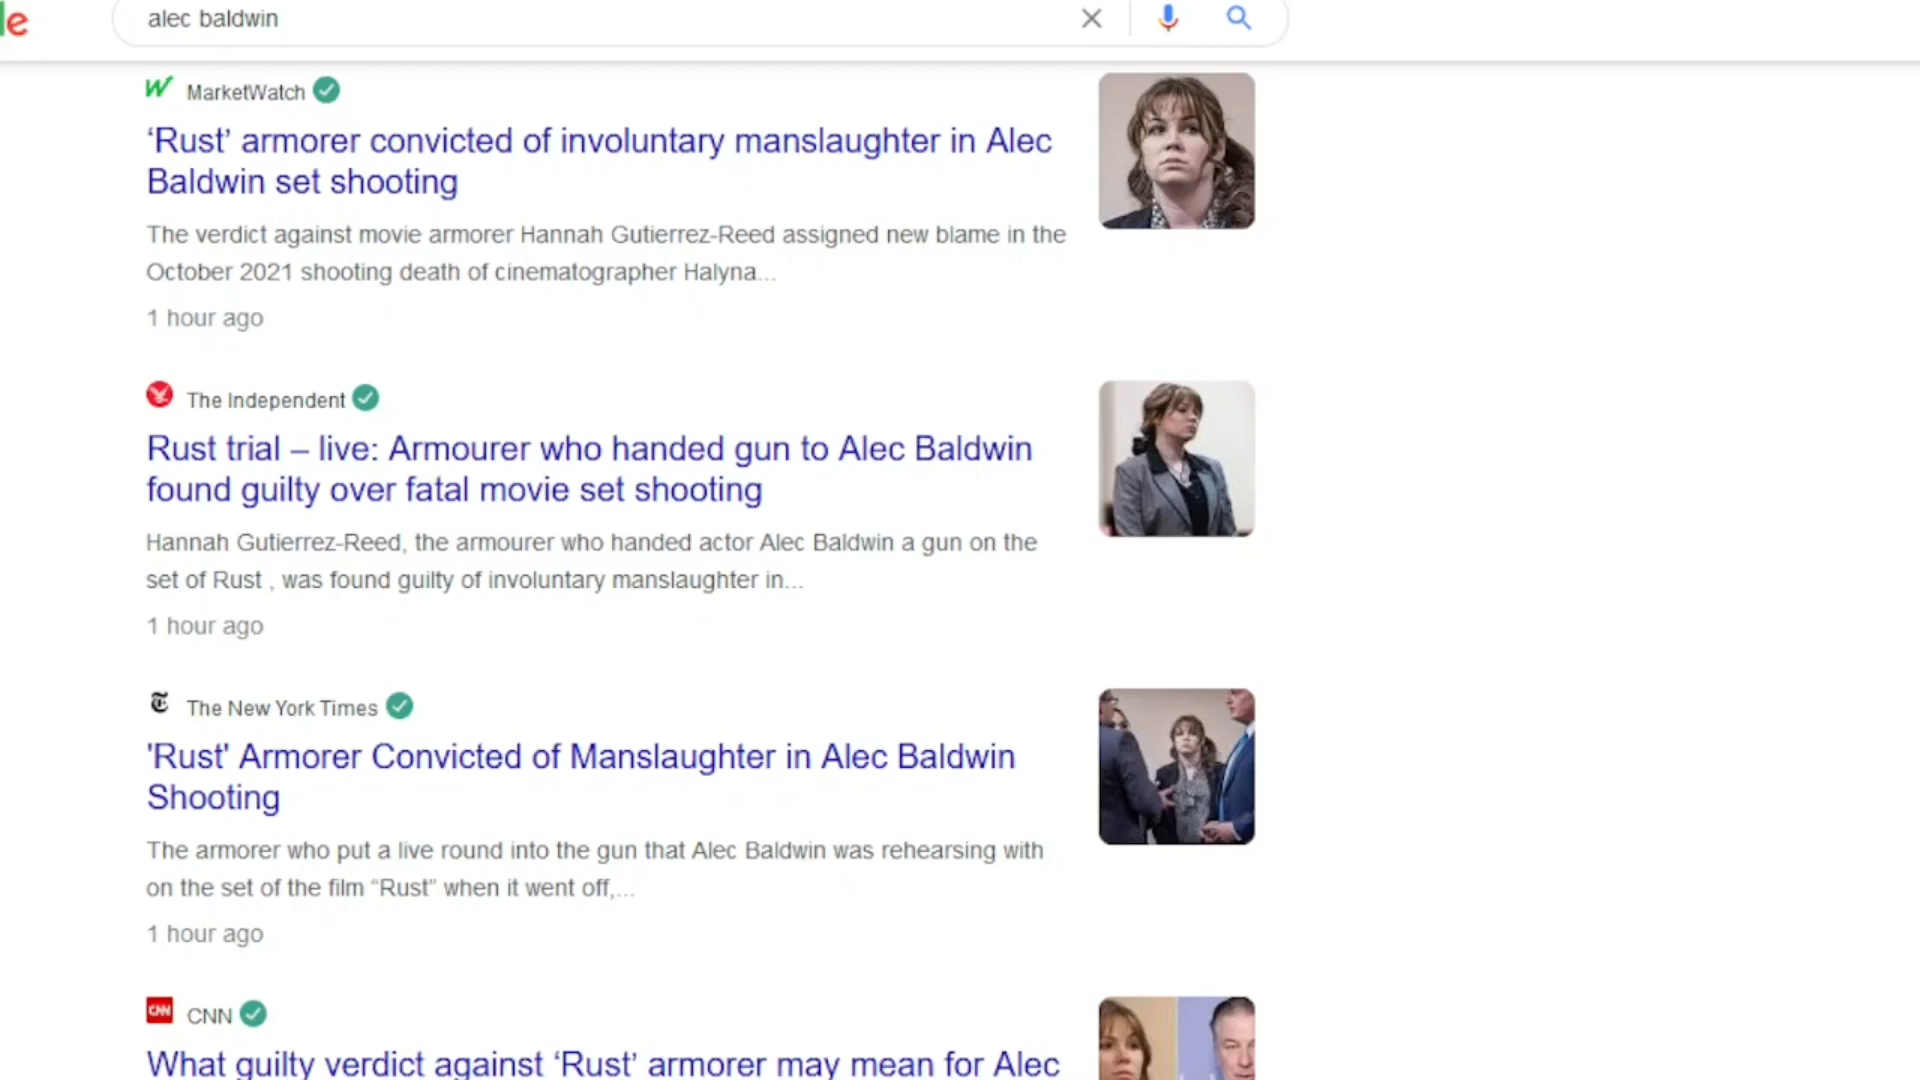 le
alec baldwin
MarketWatch
‘Rust’ armorer convicted of involuntary manslaughter in Alec
Baldwin set shooting
The verdict against movie armorer Hannah Gutierrez-Reed assigned new blame in the
October 2021 shooting death of cinematographer Halyna...
1 hour ago
The Independent
Rust trial – live: Armourer who handed gun to Alec Baldwin
found guilty over fatal movie set shooting
Hannah Gutierrez-Reed, the armourer who handed actor Alec Baldwin a gun on the
set of Rust , was found guilty of involuntary manslaughter in...
1 hour ago
The New York Times
'Rust' Armorer Convicted of Manslaughter in Alec Baldwin
Shooting
The armorer who put a live round into the gun that Alec Baldwin was rehearsing with
on the set of the film “Rust” when it went off,...
1 hour ago
CNN CNN
What guilty verdict against ‘Rust’ armorer may mean for Alec